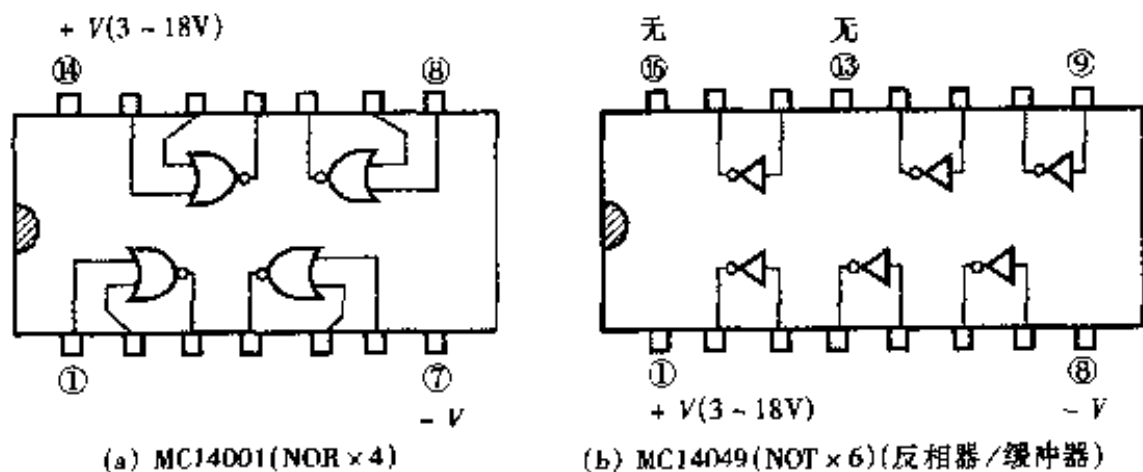 + V(3 ~ 18V)
⑭ ⑧
① ⑦
- V
(a) MC14001(NOR × 4)
无 无
⑯ ⑬ ⑨
① ⑧
+ V(3 ~ 18V) - V
(b) MC14049(NOT × 6)(反相器/缓冲器)